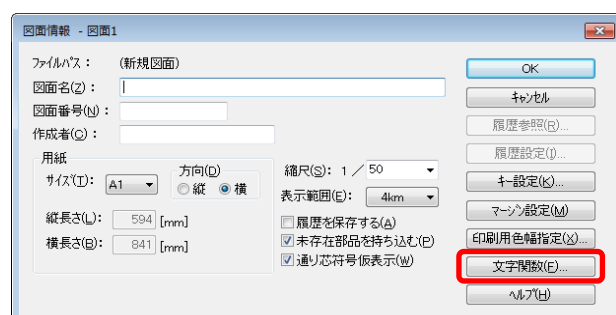 図面情報 - 図面1
ファイルパス： (新規図面)
図面名(Z)：
図面番号(N)：
作成者(C)：
用紙
サイズ(T)： A1
方向(D)
縦 横
縦長さ(L)： 594 [mm]
横長さ(B)： 841 [mm]
縮尺(S)： 1 ／ 50
表示範囲(E)： 4km
履歴を保存する(A)
未存在部品を持ち込む(P)
通り芯符号仮表示(W)
OK
キャンセル
履歴参照(R)...
履歴設定(I)...
キー設定(K)...
マージン設定(M)
印刷用色幅指定(X)...
文字関数(F)...
ヘルプ(H)